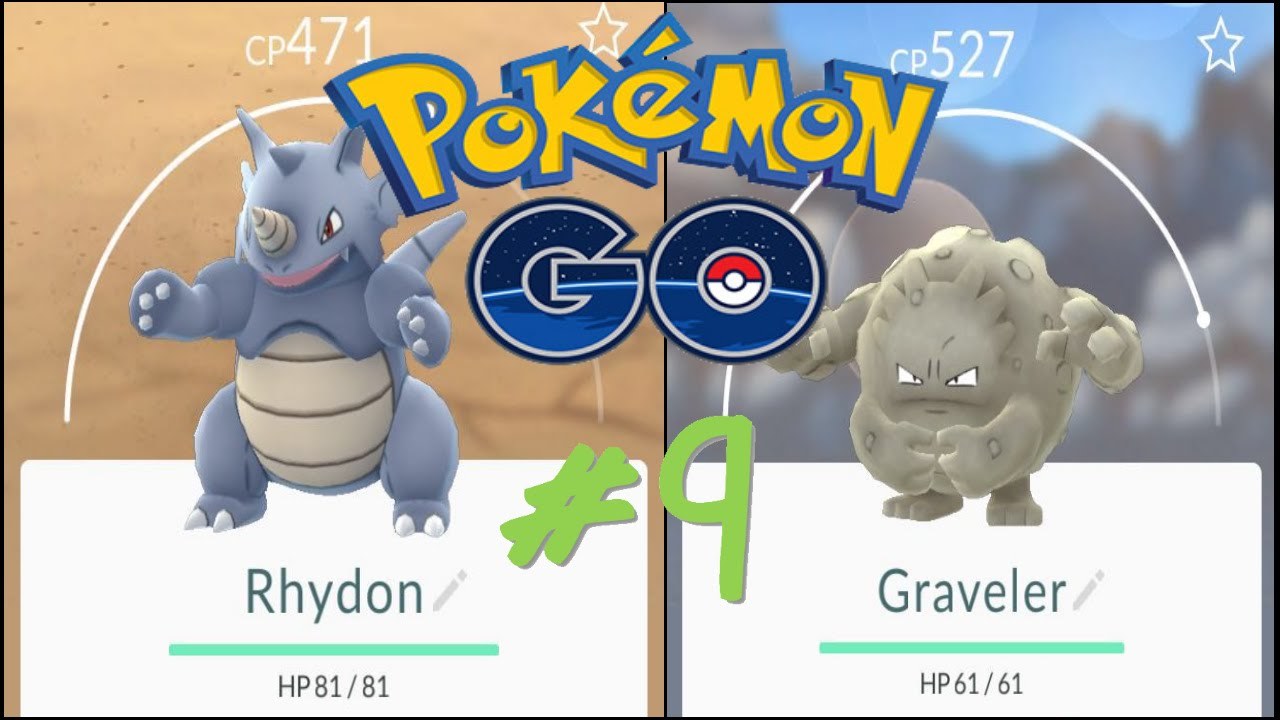 CP471
CP527
POKéMON
GO
#9
Rhydon
HP 81 / 81
Graveler
HP 61 / 61